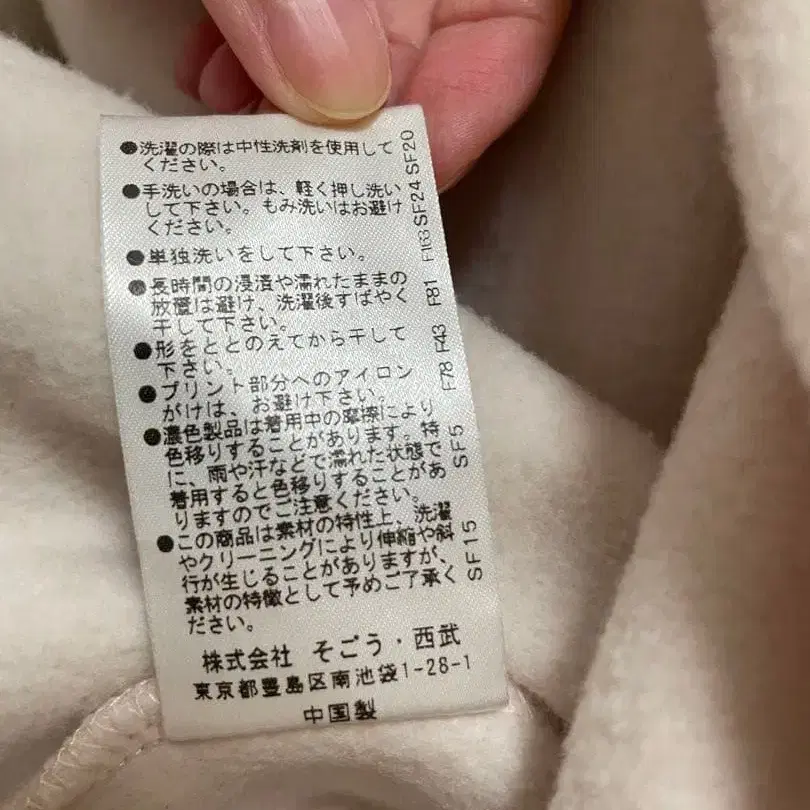 ●洗濯の際は中性洗剤を使用して
ください。
●手洗いの場合は、軽く押し洗い
して下さい。もみ洗いはお避け
ください。
●単独洗いをして下さい。
●長時間の浸漬や濡れたままの
放置は避け、洗濯後すばやく
干して下さい。
●形をととのえてから干して
下さい。
●プリント部分へのアイロン
がけは、お避け下さい。
●濃色製品は着用中の摩擦により
色移りすることがあります。特
に、雨や汗などで濡れた状態で
着用すると色移りすることがあ
りますのでご注意ください。
●この商品は素材の特性上、洗濯
やクリーニングにより伸縮や斜
行が生じることがありますが、
素材の特徴として予めご了承く
ださい。
株式会社 そごう・西武
東京都豊島区南池袋1-28-1
中国製
SF15 SF5 F78 F43 F81 F163 SF24 SF20